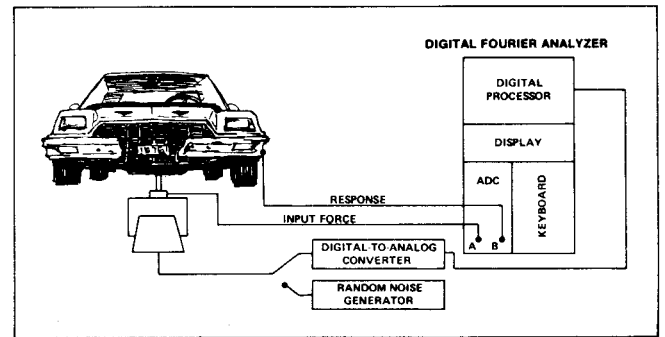 DIGITAL FOURIER ANALYZER
DIGITAL
PROCESSOR
DISPLAY
ADC
KEYBOARD
A
B
RESPONSE
INPUT FORCE
DIGITAL-TO-ANALOG
CONVERTER
RANDOM NOISE
GENERATOR